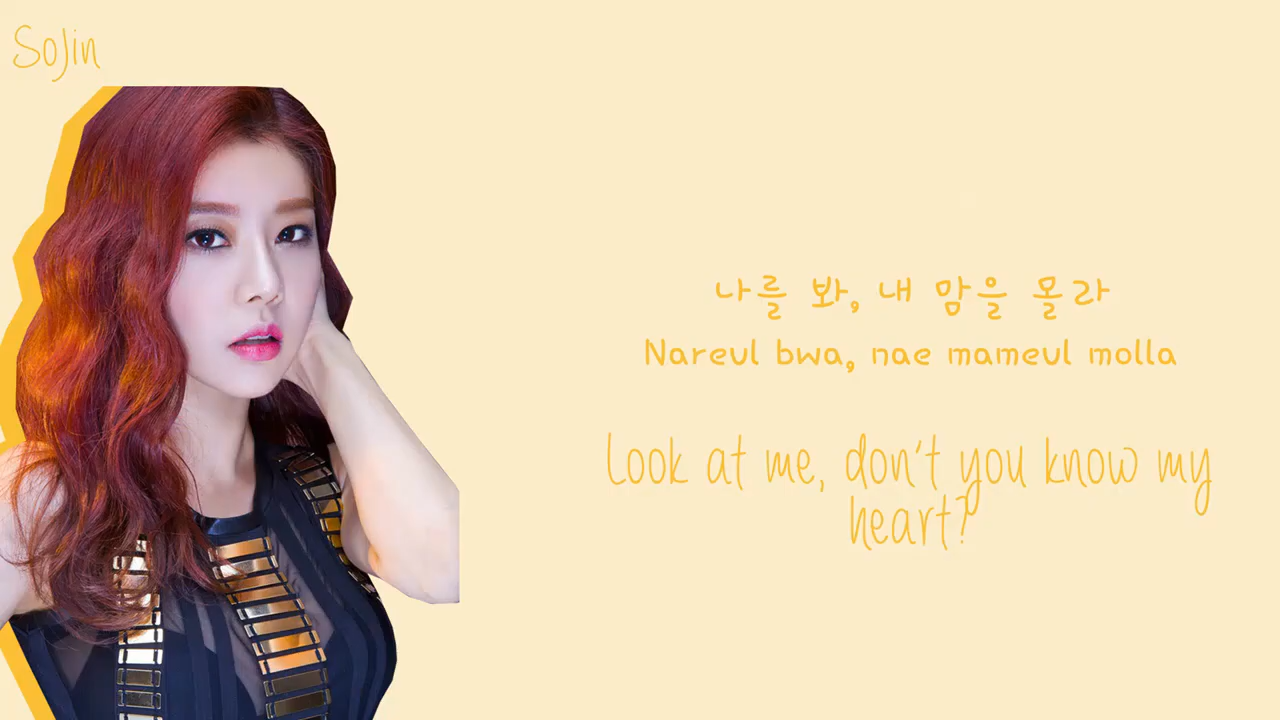 SoJin
나를 봐, 내 맘을 몰라
Nareul bwa, nae mameul molla
Look at me, don't you know my
heart?